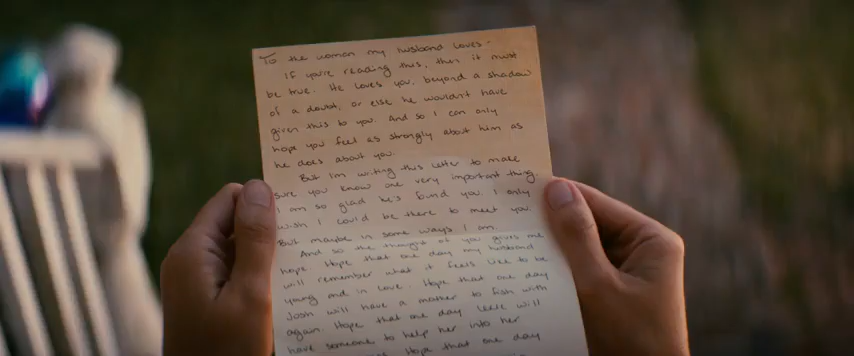 To the woman my husband loves -
If you're reading this, then it must
be true. He loves you, beyond a shadow
of a doubt, or else he wouldn't have
given this to you. And so I can only
hope you feel as strongly about him as
he does about you.
But I'm writing this letter to make
sure you know one very important thing.
I am so glad he's found you. I only
wish I could be there to meet you.
But maybe in some ways I am.
And so the thought of you gives me
hope. Hope that one day my husband
will remember what it feels like to be
young and in love. Hope that one day
Josh will have a mother to fish with
again. Hope that one day Lexie will
have someone to help her into her
Hope that one day